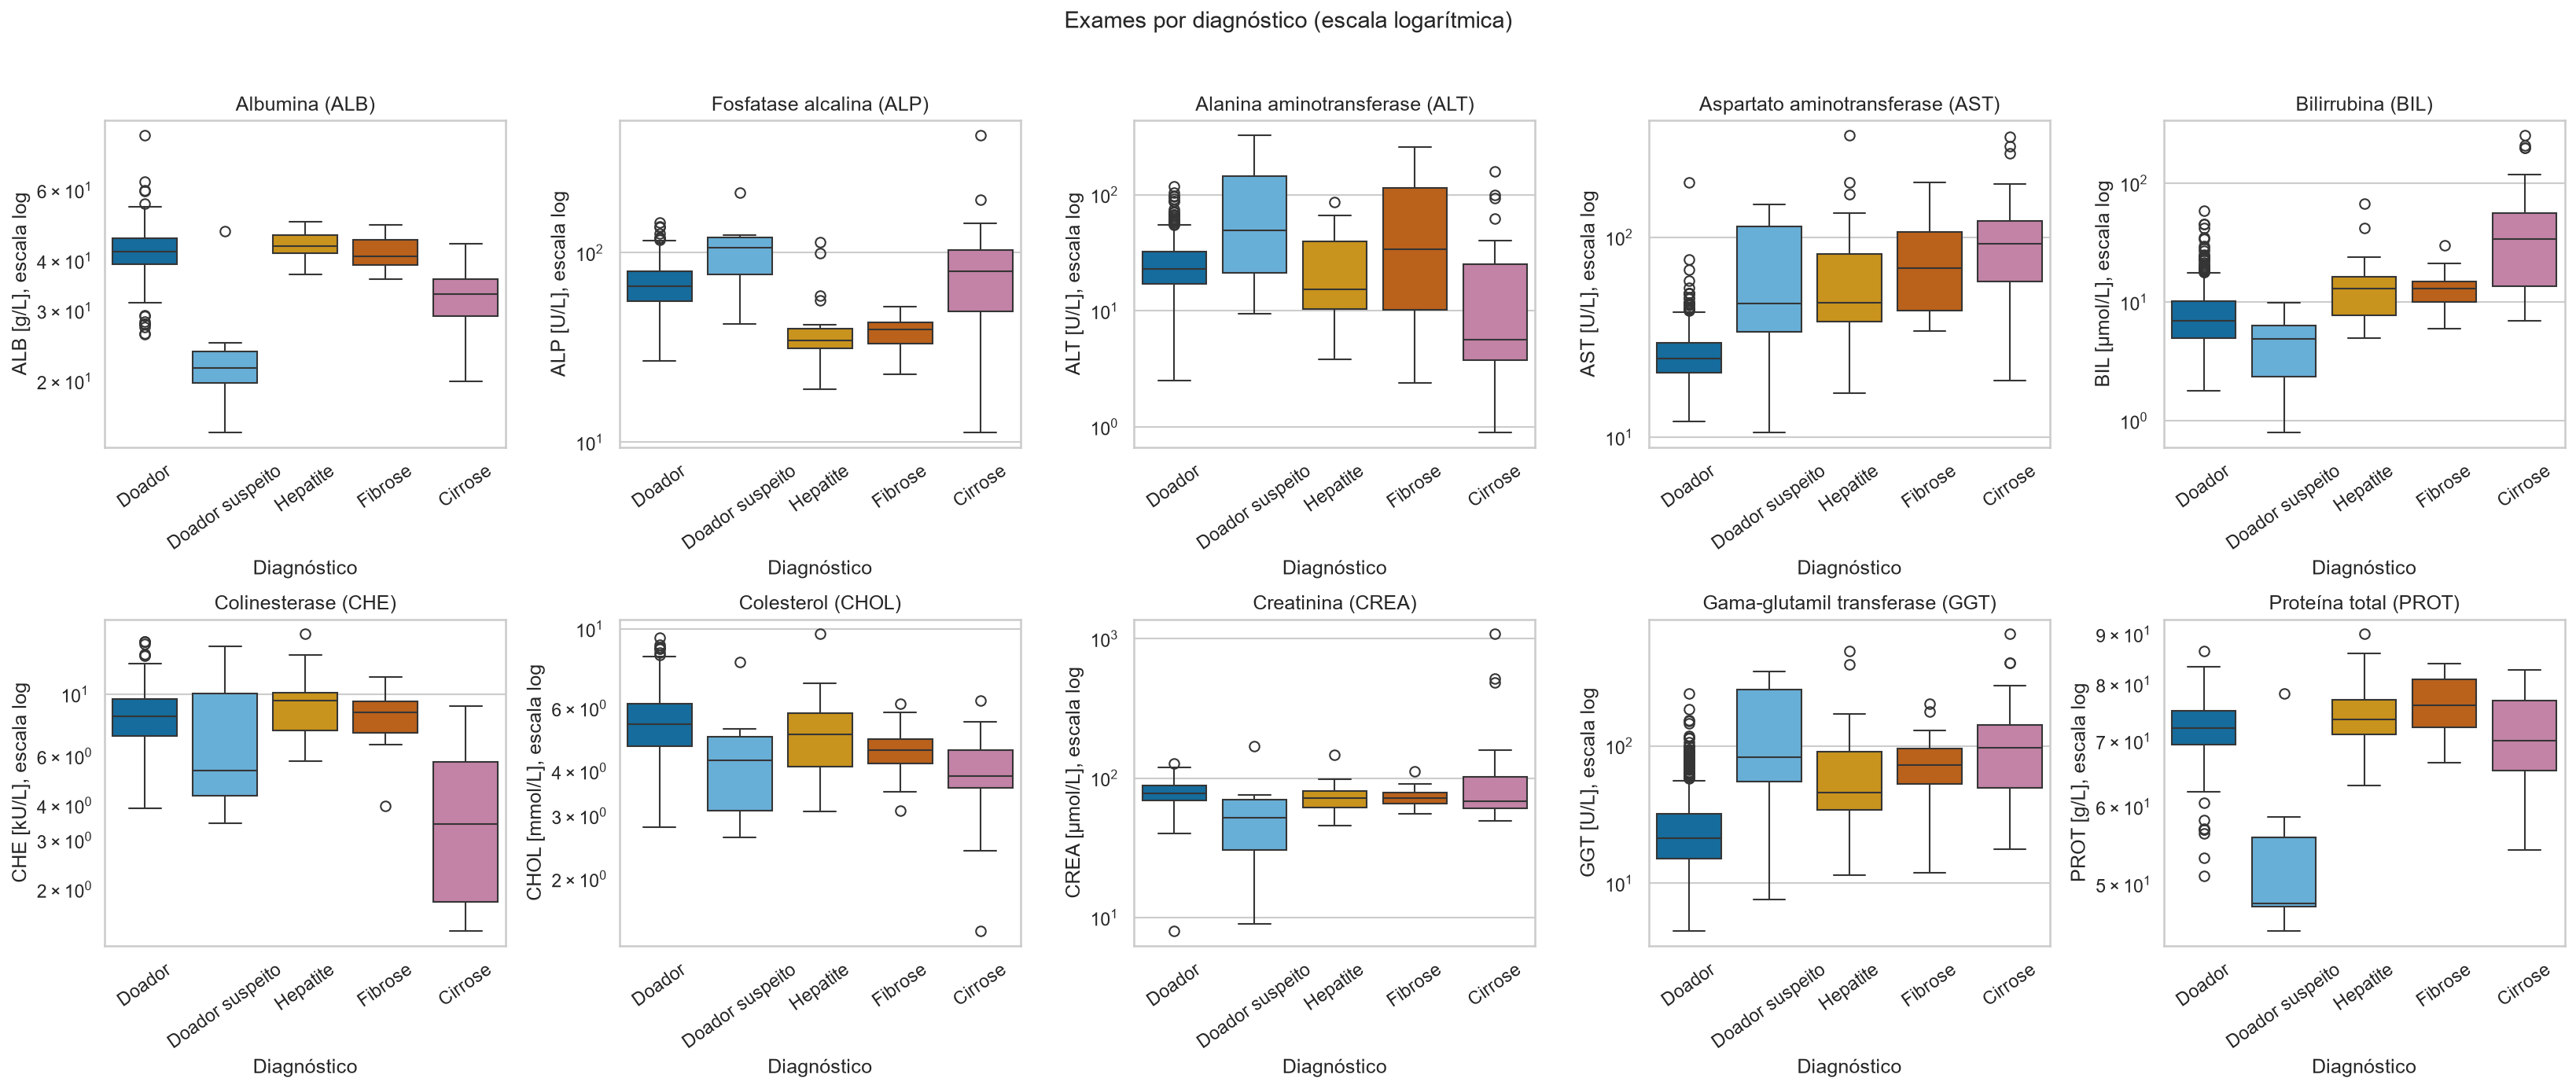 Exames por diagnóstico (escala logarítmica)
Albumina (ALB)
ALB [g/L], escala log
6 × 10^1
4 × 10^1
3 × 10^1
2 × 10^1
Doador
Doador suspeito
Hepatite
Fibrose
Cirrose
Diagnóstico
Fosfatase alcalina (ALP)
ALP [U/L], escala log
10^2
10^1
Doador
Doador suspeito
Hepatite
Fibrose
Cirrose
Diagnóstico
Alanina aminotransferase (ALT)
ALT [U/L], escala log
10^2
10^1
10^0
Doador
Doador suspeito
Hepatite
Fibrose
Cirrose
Diagnóstico
Aspartato aminotransferase (AST)
AST [U/L], escala log
10^2
10^1
Doador
Doador suspeito
Hepatite
Fibrose
Cirrose
Diagnóstico
Bilirrubina (BIL)
BIL [µmol/L], escala log
10^2
10^1
10^0
Doador
Doador suspeito
Hepatite
Fibrose
Cirrose
Diagnóstico
Colinesterase (CHE)
CHE [kU/L], escala log
10^1
6 × 10^0
4 × 10^0
3 × 10^0
2 × 10^0
Doador
Doador suspeito
Hepatite
Fibrose
Cirrose
Diagnóstico
Colesterol (CHOL)
CHOL [mmol/L], escala log
10^1
6 × 10^0
4 × 10^0
3 × 10^0
2 × 10^0
Doador
Doador suspeito
Hepatite
Fibrose
Cirrose
Diagnóstico
Creatinina (CREA)
CREA [µmol/L], escala log
10^3
10^2
10^1
Doador
Doador suspeito
Hepatite
Fibrose
Cirrose
Diagnóstico
Gama-glutamil transferase (GGT)
GGT [U/L], escala log
10^2
10^1
Doador
Doador suspeito
Hepatite
Fibrose
Cirrose
Diagnóstico
Proteína total (PROT)
PROT [g/L], escala log
9 × 10^1
8 × 10^1
7 × 10^1
6 × 10^1
5 × 10^1
Doador
Doador suspeito
Hepatite
Fibrose
Cirrose
Diagnóstico